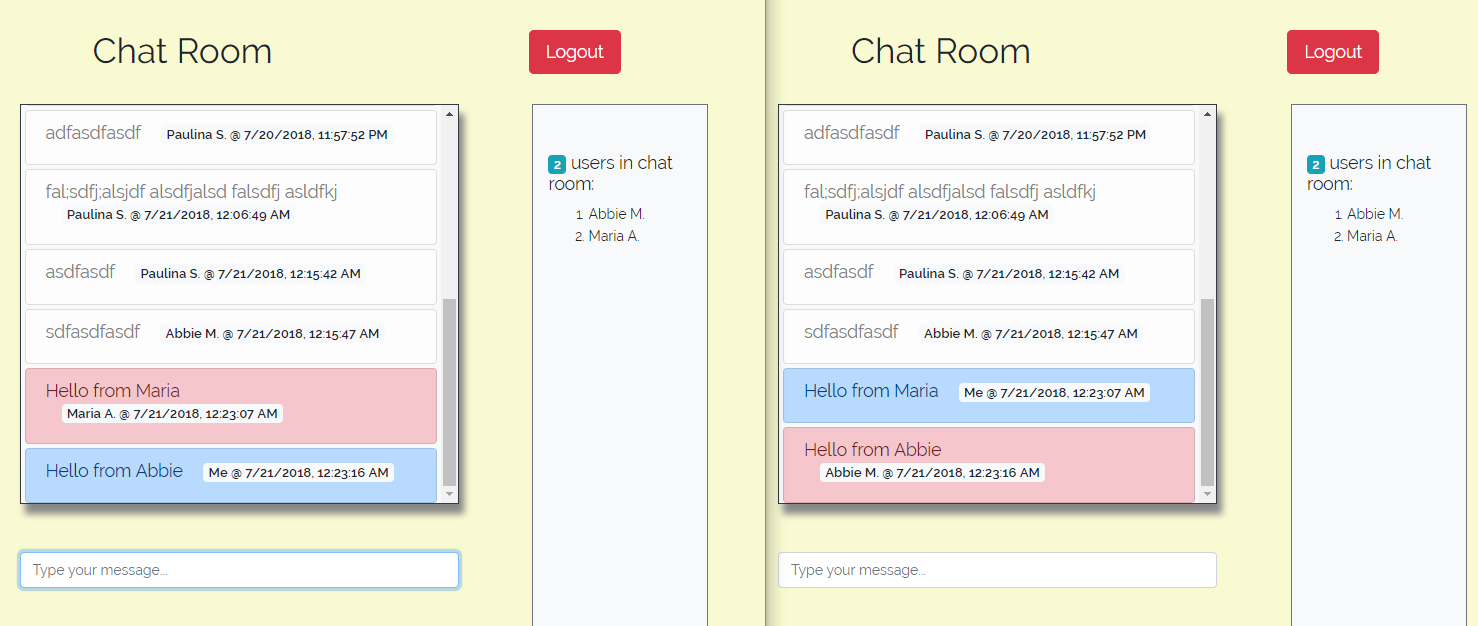 Chat Room
Logout
adfasdfasdf Paulina S. @ 7/20/2018, 11:57:52 PM
fal;sdfj;alsjdf alsdfjalsd falsdfj asldfkj
Paulina S. @ 7/21/2018, 12:06:49 AM
asdfasdf Paulina S. @ 7/21/2018, 12:15:42 AM
sdfasdfasdf Abbie M. @ 7/21/2018, 12:15:47 AM
Hello from Maria
Maria A. @ 7/21/2018, 12:23:07 AM
Hello from Abbie Me @ 7/21/2018, 12:23:16 AM
Type your message...
2 users in chat
room:
1. Abbie M.
2. Maria A.
Chat Room
Logout
adfasdfasdf Paulina S. @ 7/20/2018, 11:57:52 PM
fal;sdfj;alsjdf alsdfjalsd falsdfj asldfkj
Paulina S. @ 7/21/2018, 12:06:49 AM
asdfasdf Paulina S. @ 7/21/2018, 12:15:42 AM
sdfasdfasdf Abbie M. @ 7/21/2018, 12:15:47 AM
Hello from Maria Me @ 7/21/2018, 12:23:07 AM
Hello from Abbie
Abbie M. @ 7/21/2018, 12:23:16 AM
Type your message...
2 users in chat
room:
1. Abbie M.
2. Maria A.